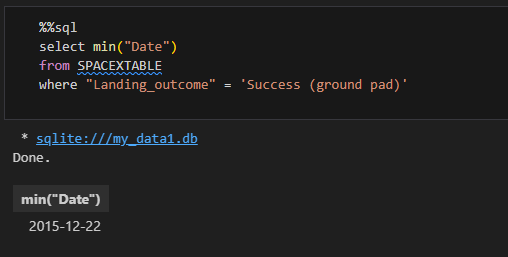 %%sql
select min("Date")
from SPACEXTABLE
where "Landing_outcome" = 'Success (ground pad)'
* sqlite:///my_data1.db
Done.
min("Date")
2015-12-22